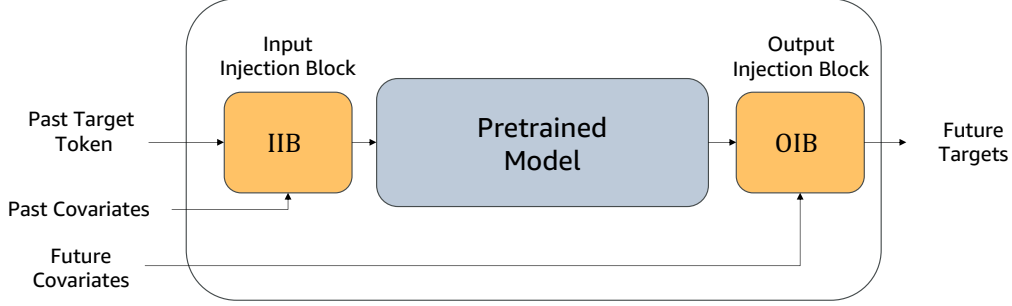 Input
Injection Block
Output
Injection Block
Past Target
Token
IIB
Pretrained
Model
OIB
Future
Targets
Past Covariates
Future
Covariates